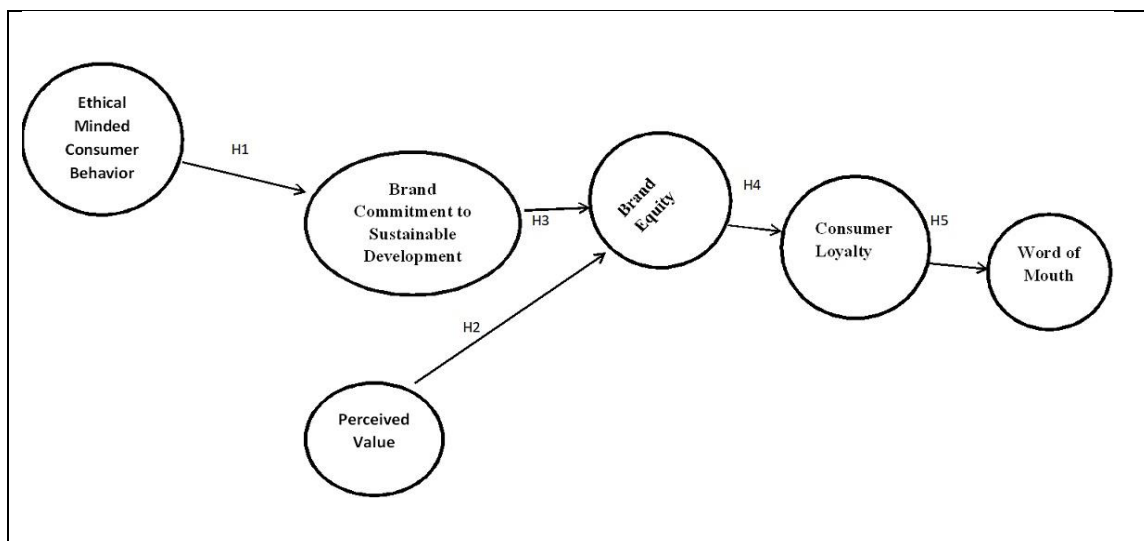 Ethical
Minded
Consumer
Behavior
H1
Brand
Commitment to
Sustainable
Development
H3
Brand
Equity
H4
Consumer
Loyalty
H5
Word of
Mouth
H2
Perceived
Value